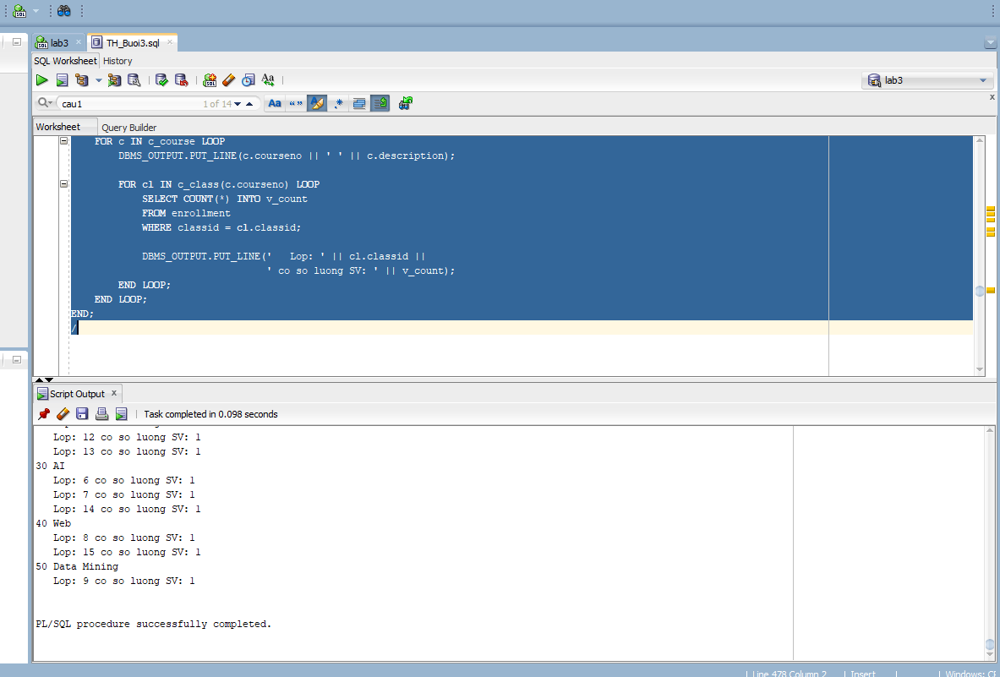 SQL
lab3
TH_Buoi3.sql
SQL Worksheet History
lab3
cau1 1 of 14
Worksheet Query Builder
FOR c IN c_course LOOP
DBMS_OUTPUT.PUT_LINE(c.courseno || ' ' || c.description);
FOR cl IN c_class(c.courseno) LOOP
SELECT COUNT(*) INTO v_count
FROM enrollment
WHERE classid = cl.classid;
DBMS_OUTPUT.PUT_LINE('   Lop: ' || cl.classid ||
' co so luong SV: ' || v_count);
END LOOP;
END LOOP;
END;
/
Script Output
Task completed in 0.098 seconds
Lop: 12 co so luong SV: 1
Lop: 13 co so luong SV: 1
30 AI
Lop: 6 co so luong SV: 1
Lop: 7 co so luong SV: 1
Lop: 14 co so luong SV: 1
40 Web
Lop: 8 co so luong SV: 1
Lop: 15 co so luong SV: 1
50 Data Mining
Lop: 9 co so luong SV: 1
PL/SQL procedure successfully completed.
Line 478 Column 2 Insert Windows: